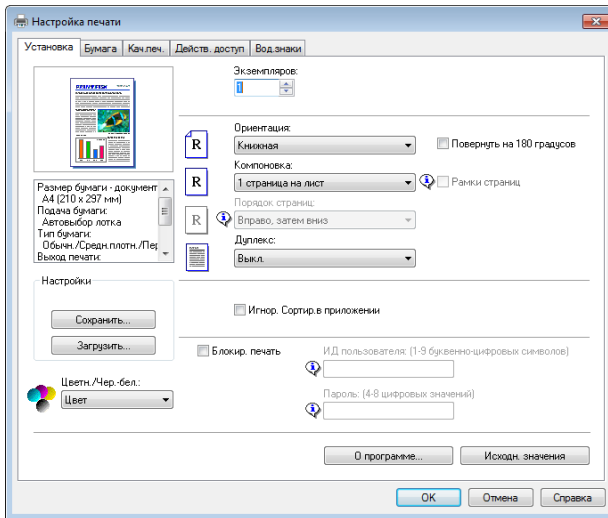 Настройка печати
Установка
Бумага
Кач.печ.
Действ. доступ
Вод.знаки
Экземпляров:
1
Ориентация:
R
Книжная
Повернуть на 180 градусов
Компоновка:
R
1 страница на лист
Рамки страниц
Порядок страниц:
R
Вправо, затем вниз
Дуплекс:
Выкл.
Размер бумаги - документ
A4 (210 x 297 мм)
Подача бумаги:
Автовыбор лотка
Тип бумаги:
Обычн./Средн.плотн./Пер
Выход печати:
Настройки
Сохранить...
Загрузить...
Цветн./Чер.-бел.:
Цвет
Игнор. Сортир.в приложении
Блокир. печать
ИД пользователя: (1-9 буквенно-цифровых символов)
Пароль: (4-8 цифровых значений)
О программе...
Исходн. значения
OK
Отмена
Справка